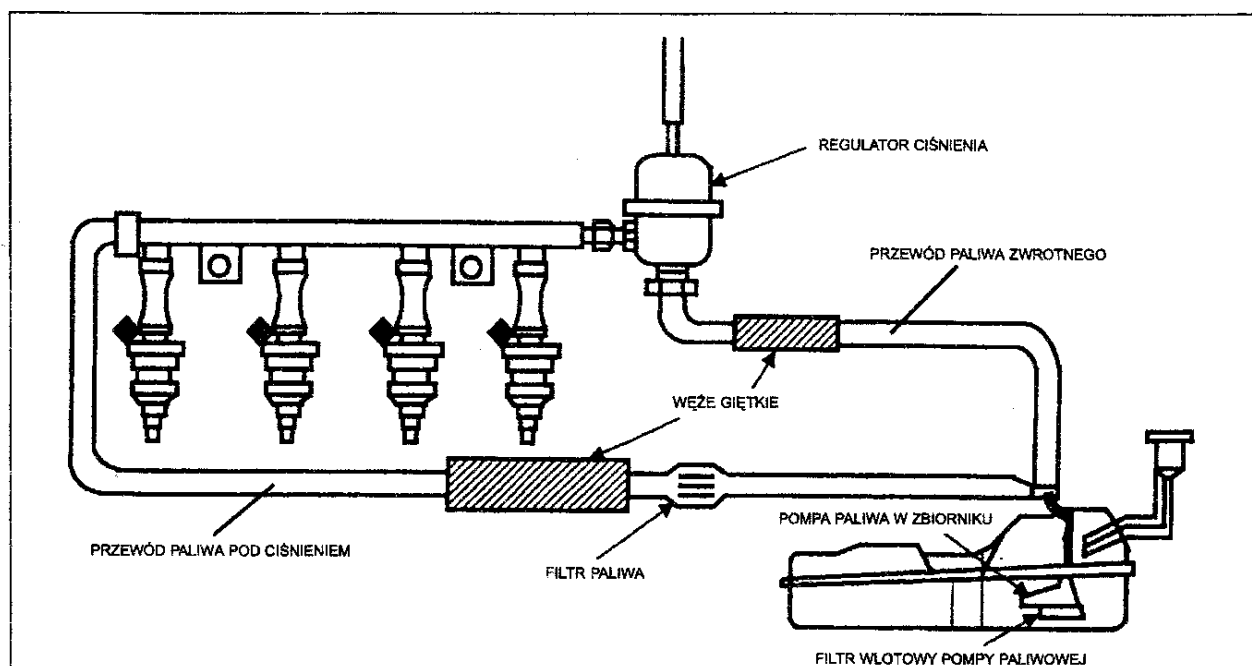 REGULATOR CIŚNIENIA
PRZEWÓD PALIWA ZWROTNEGO
WĘŻE GIĘTKIE
POMPA PALIWA W ZBIORNIKU
PRZEWÓD PALIWA POD CIŚNIENIEM
FILTR PALIWA
FILTR WLOTOWY POMPY PALIWOWEJ